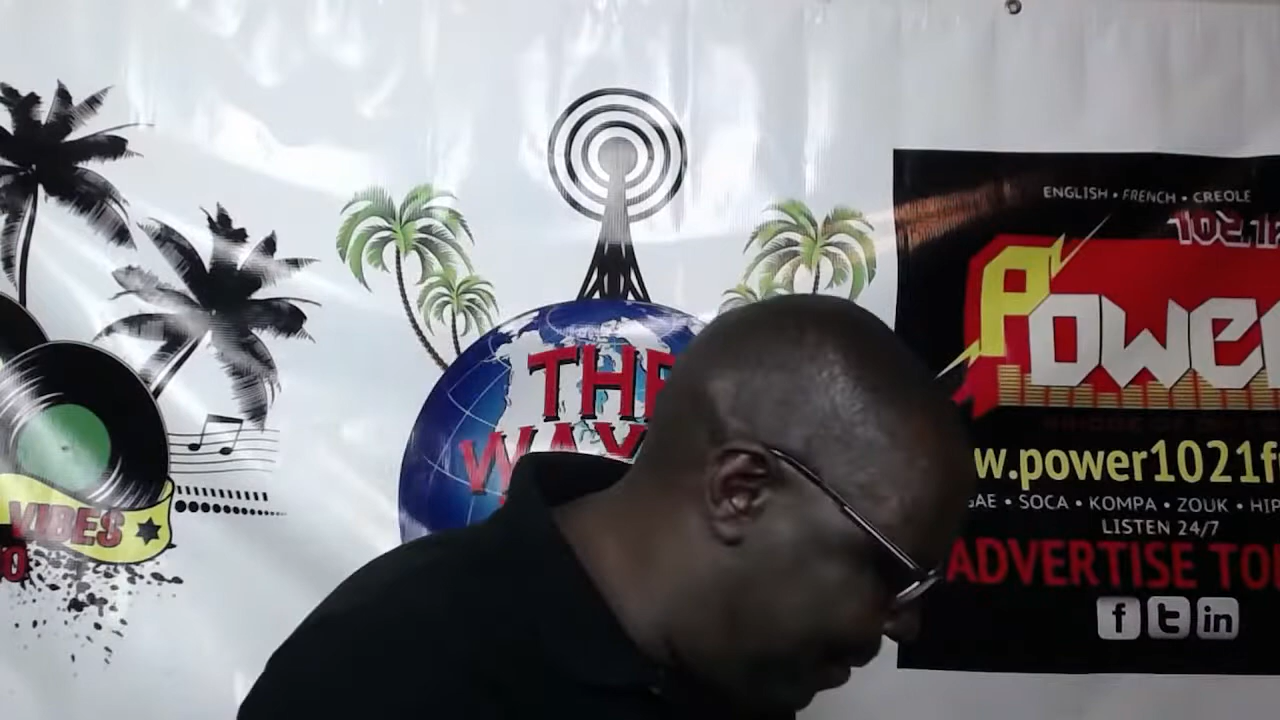 ENGLISH • FRENCH • CREOLE
102.1
POWER
w.power1021f
GAE • SOCA • KOMPA • ZOUK • HIP
LISTEN 24/7
ADVERTISE TO
f t in
THE
WAY
VIBES